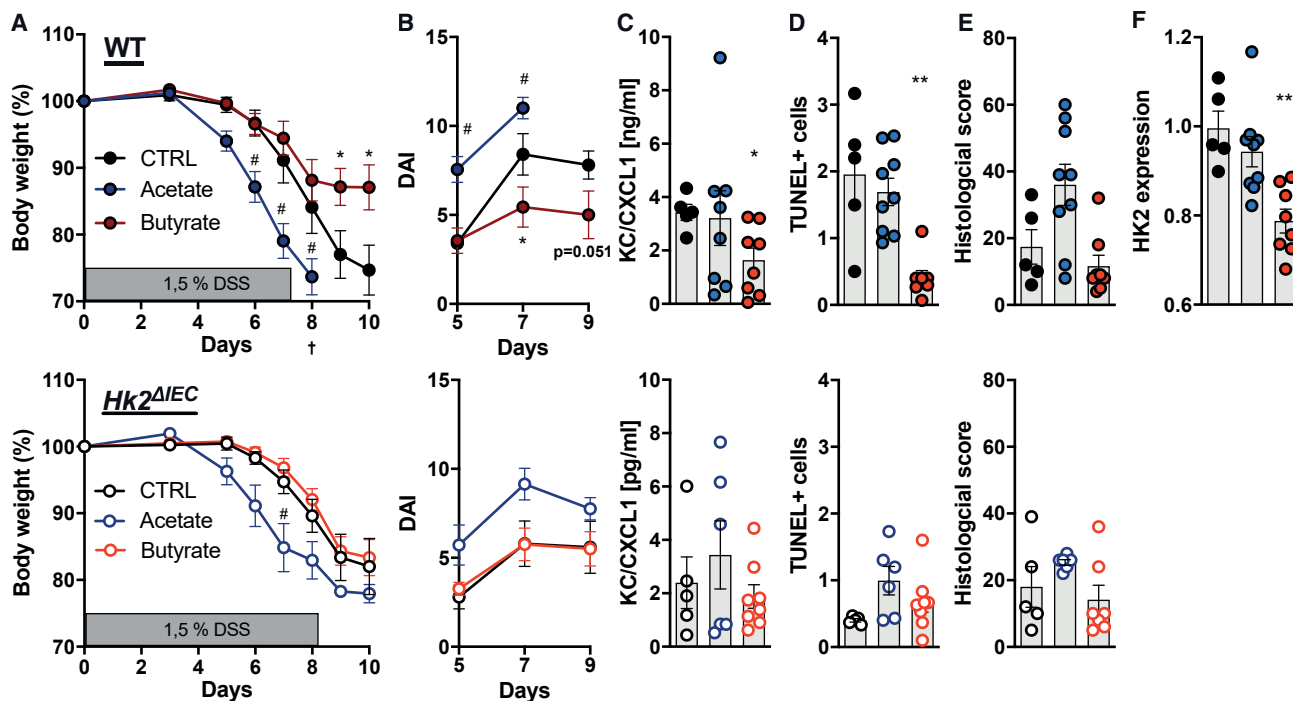 A
WT
Body weight (%)
110
100
90
80
70
CTRL
Acetate
Butyrate
#
#
#
*
*
1,5 % DSS
0
2
4
6
8
10
Days
†
B
DAI
15
10
5
0
#
#
*
p=0.051
5
7
9
Days
C
KC/CXCL1 [ng/ml]
10
8
6
4
2
0
*
D
TUNEL+ cells
4
3
2
1
0
**
E
Histologcial score
80
60
40
20
0
F
HK2 expression
1.2
1.0
0.8
0.6
**
Hk2ΔIEC
Body weight (%)
110
100
90
80
70
CTRL
Acetate
Butyrate
#
1,5 % DSS
0
2
4
6
8
10
Days
DAI
15
10
5
0
5
7
9
Days
KC/CXCL1 [pg/ml]
10
8
6
4
2
0
TUNEL+ cells
4
3
2
1
0
Histologcial score
80
60
40
20
0